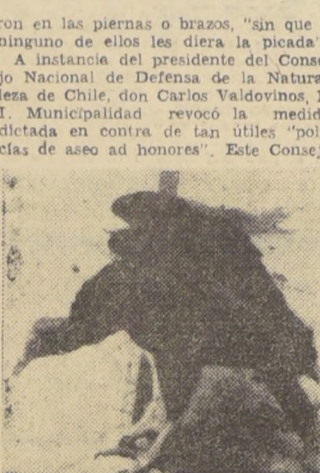 ron en las piernas o brazos, "sin que
ninguno de ellos les diera la picada"
A instancia del presidente del Conse
jo Nacional de Defensa de la Natura
leza de Chile, don Carlos Valdovinos,
I. Municipalidad revocó la medid
dictada en contra de tan útiles "pol
cías de aseo ad honores". Este Consej